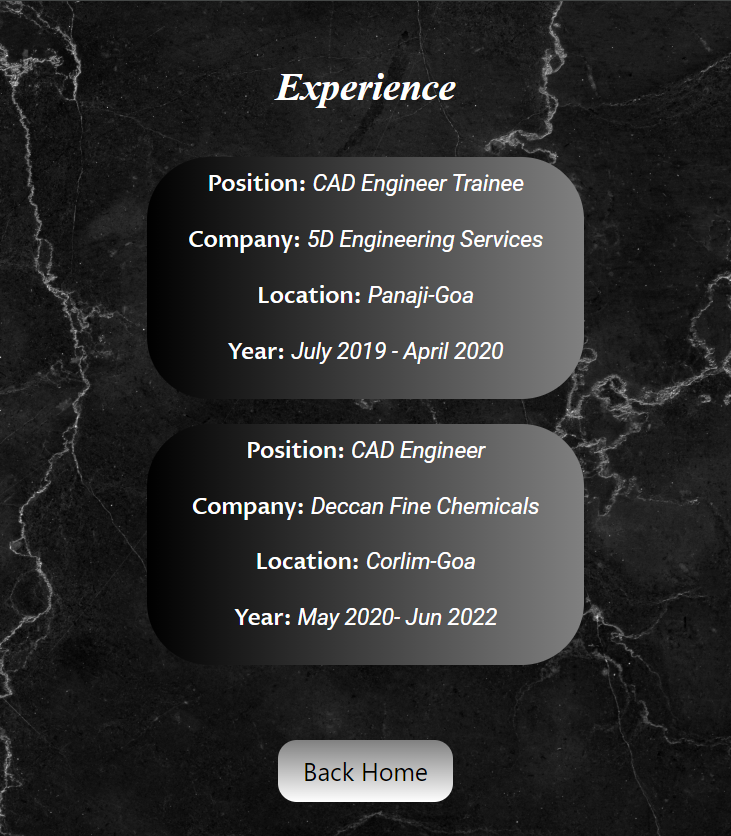 Experience
Position: CAD Engineer Trainee
Company: 5D Engineering Services
Location: Panaji-Goa
Year: July 2019 - April 2020
Position: CAD Engineer
Company: Deccan Fine Chemicals
Location: Corlim-Goa
Year: May 2020- Jun 2022
Back Home